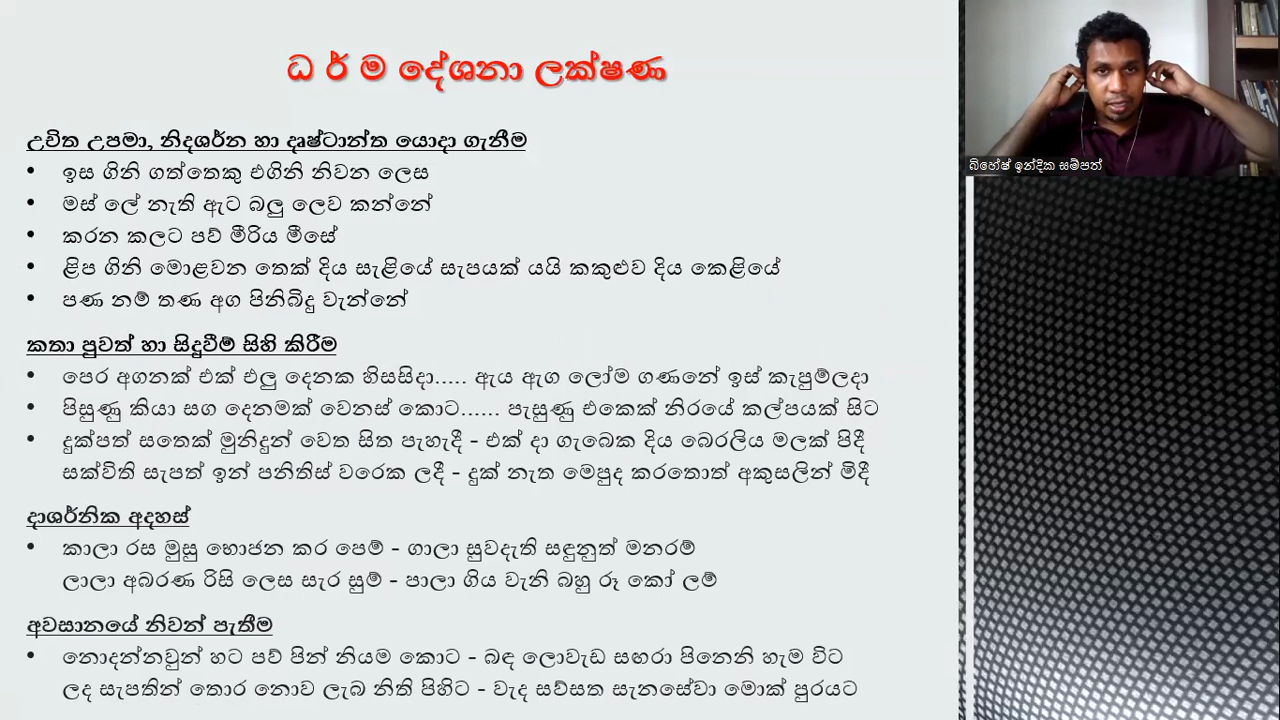 ධ ර් ම දේශනා ලක්ෂණ
උචිත උපමා, නිදර්ශන හා දෘෂ්ටාන්ත යොදා ගැනීම
• ඉස ගිනි ගත්තෙකු එගිනි නිවන ලෙස
• මස් ලේ නැති ඇට බලු ලෙව කන්නේ
• කරන කලට පව් මීරිය මීසේ
• ළිප ගිනි මොළවන තෙක් දිය සැළියේ සැපයක් යයි කකුළුව දිය කෙළියේ
• පණ නම් තණ අග පිනිබිඳු වැන්නේ
කතා පුවත් හා සිදුවීම් සිහි කිරීම
• පෙර අගනක් එක් එලු දෙනක හිසසිදා..... ඇය ඇග ලෝම ගණනේ ඉස් කැපුම්ලදා
• පිසුණු කියා සග දෙනමක් වෙනස් කොට...... පැසුණු එකෙක් නිරයේ කල්පයක් සිට
• දුක්පත් සතෙක් මුනිදුන් වෙත සිත පැහැදී - එක් දා ගැබෙක දිය බෙරලිය මලක් පිදී
සක්විති සැපත් ඉන් පනිතිස් වරෙක ලදී - දුක් නැත මෙපුද කරතොත් අකුසලින් මිදී
දාර්ශනික අදහස්
• කාලා රස මුසු භොජන කර පෙම් - ගාලා සුවදැති සඳුනුත් මනරම්
ලාලා අබරණ රිසි ලෙස සැර සුම් - පාලා ගිය වැනි බහු රූ කෝ ලම්
අවසානයේ නිවන් පැතීම
• නොදන්නවුන් හට පව් පින් නියම කොට - බඳ ලොවැඩ සඟරා පිනෙනි හැම විට
ලද සැපතින් තොර නොව ලැබ නිති පිහිට - වැද සව්සත සැනසේවා මොක් පුරයට
බිහේෂ් ඉන්දික සම්පත්